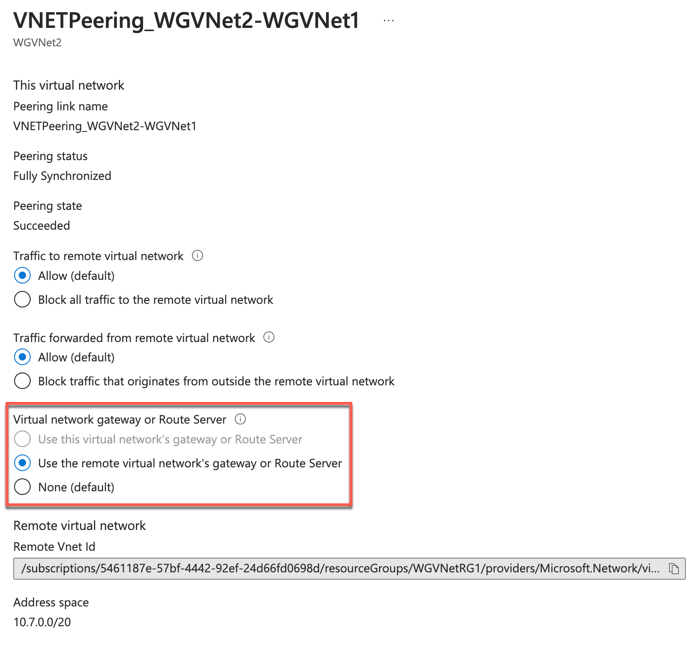 VNETPeering_WGVNet2-WGVNet1 ...
WGVNet2
This virtual network
Peering link name
VNETPeering_WGVNet2-WGVNet1
Peering status
Fully Synchronized
Peering state
Succeeded
Traffic to remote virtual network
Allow (default)
Block all traffic to the remote virtual network
Traffic forwarded from remote virtual network
Allow (default)
Block traffic that originates from outside the remote virtual network
Virtual network gateway or Route Server
Use this virtual network's gateway or Route Server
Use the remote virtual network's gateway or Route Server
None (default)
Remote virtual network
Remote Vnet Id
/subscriptions/5461187e-57bf-4442-92ef-24d66fd0698d/resourceGroups/WGVNetRG1/providers/Microsoft.Network/vi...
Address space
10.7.0.0/20